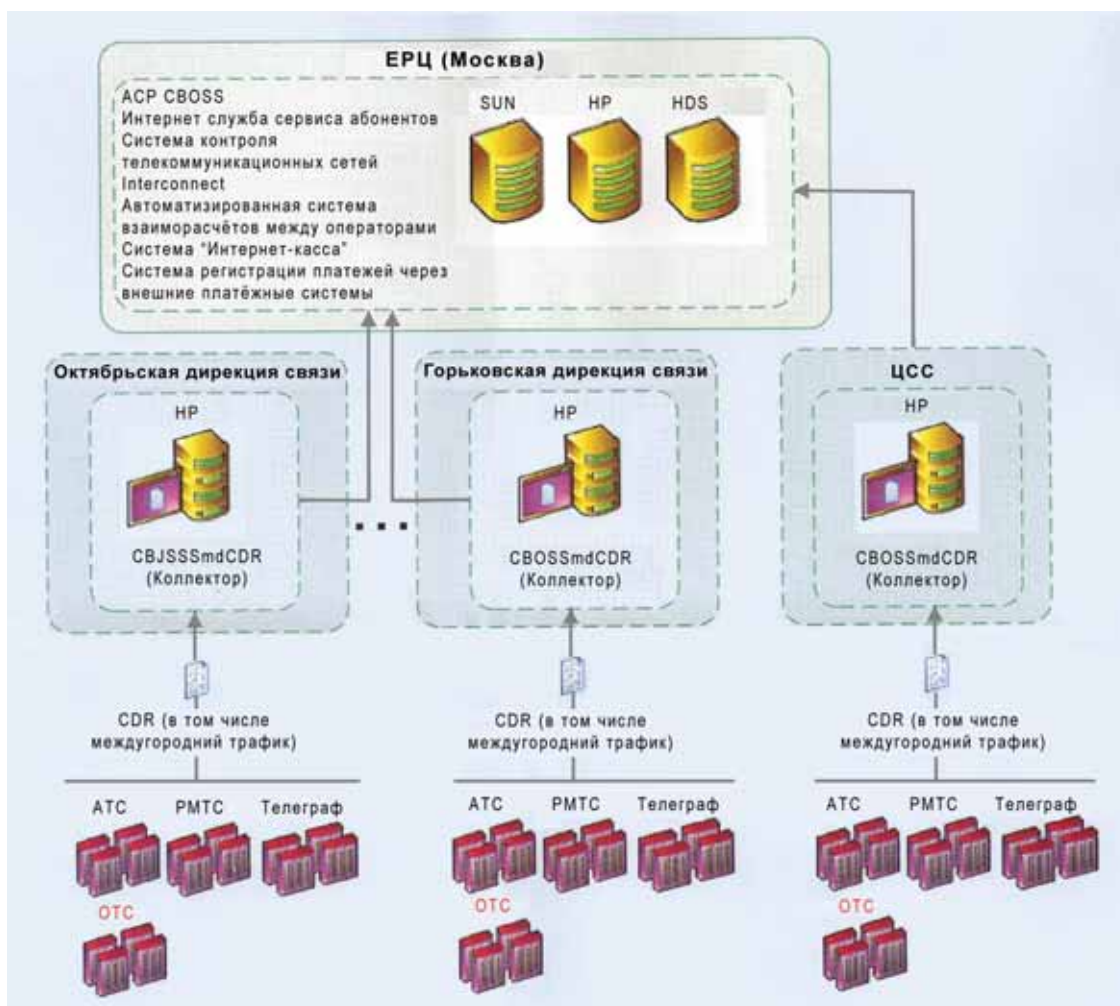 ЕРЦ (Москва)
АСР CBOSS
Интернет служба сервиса абонентов
Система контроля
телекоммуникационных сетей
Interconnect
Автоматизированная система
взаиморасчётов между операторами
Система "Интернет-касса"
Система регистрации платежей через
внешние платёжные системы
SUN HP HDS
Октябрьская дирекция связи
HP
CBJSSSmdCDR
(Коллектор)
CDR (в том числе
междугородний трафик)
АТС РМТС Телеграф
ОТС
...
Горьковская дирекция связи
HP
CBOSSmdCDR
(Коллектор)
CDR (в том числе
междугородний трафик)
АТС РМТС Телеграф
ОТС
ЦСС
HP
CBOSSmdCDR
(Коллектор)
CDR (в том числе
междугородний трафик)
АТС РМТС Телеграф
ОТС